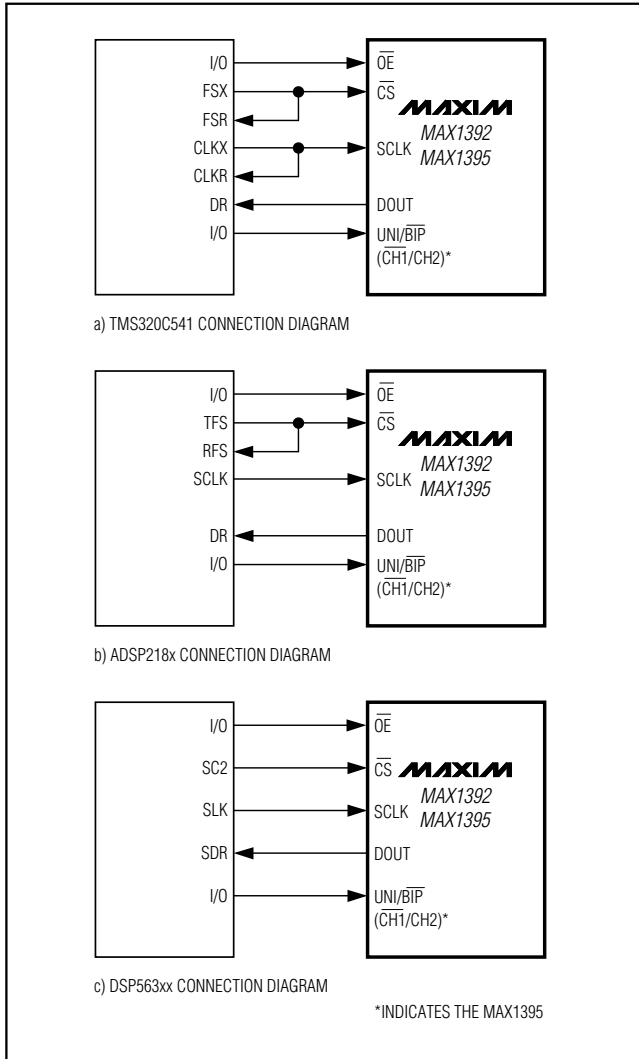 I/O OE
FSX CS
FSR
MAXIM
MAX1392
CLKX SCLK MAX1395
CLKR
DR DOUT
I/O UNI/BIP
(CH1/CH2)*
a) TMS320C541 CONNECTION DIAGRAM
I/O OE
TFS CS
RFS
MAXIM
MAX1392
SCLK SCLK MAX1395
DR DOUT
I/O UNI/BIP
(CH1/CH2)*
b) ADSP218x CONNECTION DIAGRAM
I/O OE
SC2 CS MAXIM
MAX1392
SLK SCLK MAX1395
SDR DOUT
I/O UNI/BIP
(CH1/CH2)*
c) DSP563xx CONNECTION DIAGRAM
*INDICATES THE MAX1395